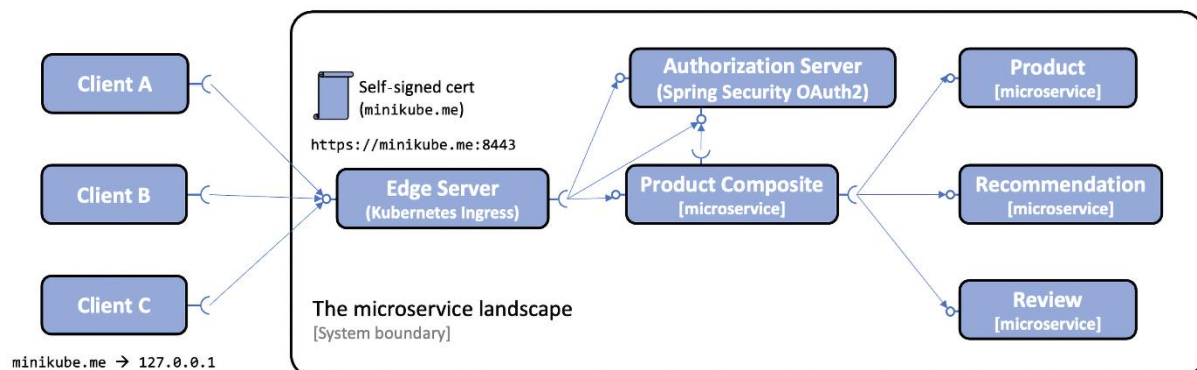 Client A
Client B
Client C
minikube.me → 127.0.0.1
Self-signed cert
(minikube.me)
https://minikube.me:8443
Edge Server
(Kubernetes Ingress)
The microservice landscape
[System boundary]
Authorization Server
(Spring Security OAuth2)
Product Composite
[microservice]
Product
[microservice]
Recommendation
[microservice]
Review
[microservice]